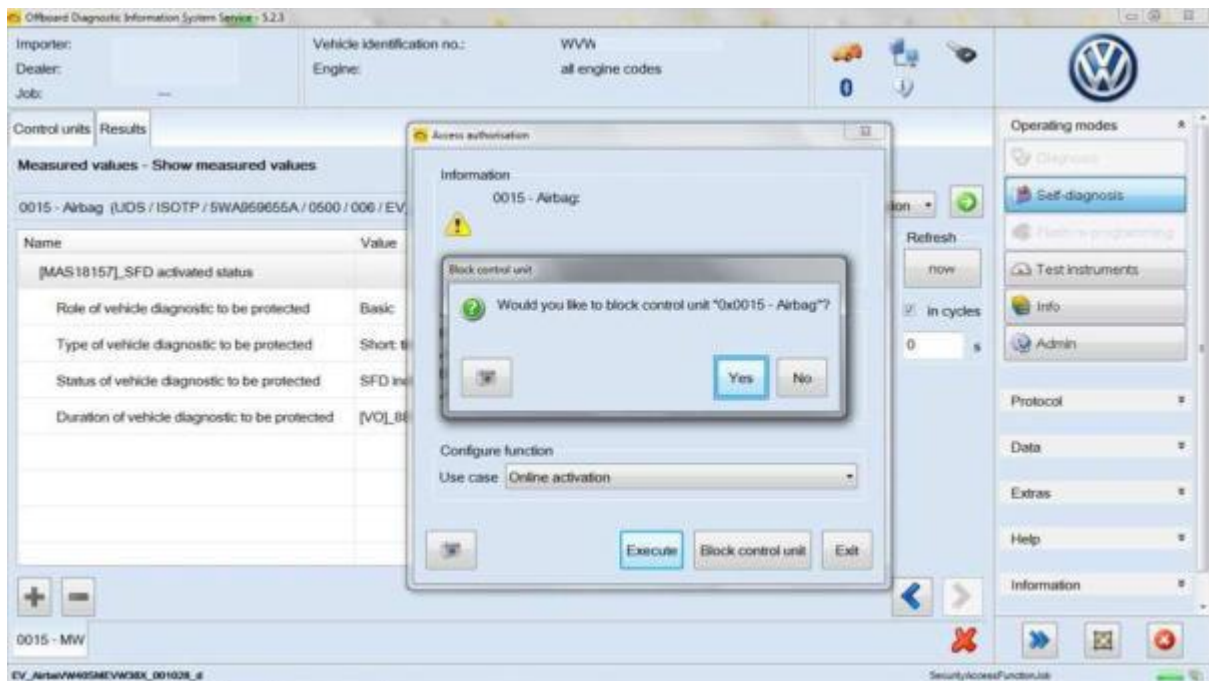 Offboard Diagnostic Information System Service - 5.2.3
Importer:
Dealer:
Job: ---
Vehicle identification no.: WVW
Engine: all engine codes
0
Control units Results
Measured values - Show measured values
0015 - Airbag (UDS / ISOTP / 5WA959655A / 0500 / 006 / EV_
Name Value
[MAS18157]_SFD activated status
Role of vehicle diagnostic to be protected Basic
Type of vehicle diagnostic to be protected Short
Status of vehicle diagnostic to be protected SFD
Duration of vehicle diagnostic to be protected
Refresh
now
in cycles
0 s
Access authorisation
Information
0015 - Airbag:
Block control unit
Would you like to block control unit "0x0015 - Airbag"?
Yes No
Configure function
Use case Online activation
Execute Block control unit Exit
Operating modes
Diagnosis
Self-diagnosis
Test instruments
Info
Admin
Protocol
Data
Extras
Help
Information
0015 - MW